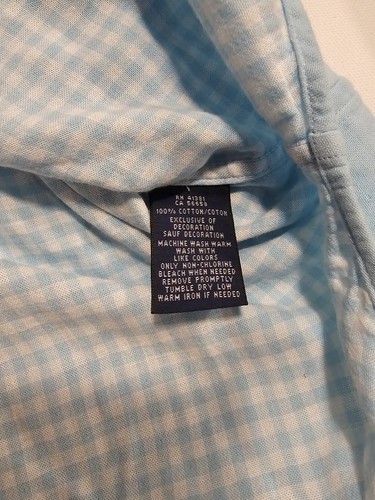 RN 41381
CA 56656
100% COTTON/COTON
EXCLUSIVE OF
DECORATION
SAUF DECORATION
MACHINE WASH WARM
WASH WITH
LIKE COLORS
ONLY NON-CHLORINE
BLEACH WHEN NEEDED
REMOVE PROMPTLY
TUMBLE DRY LOW
WARM IRON IF NEEDED